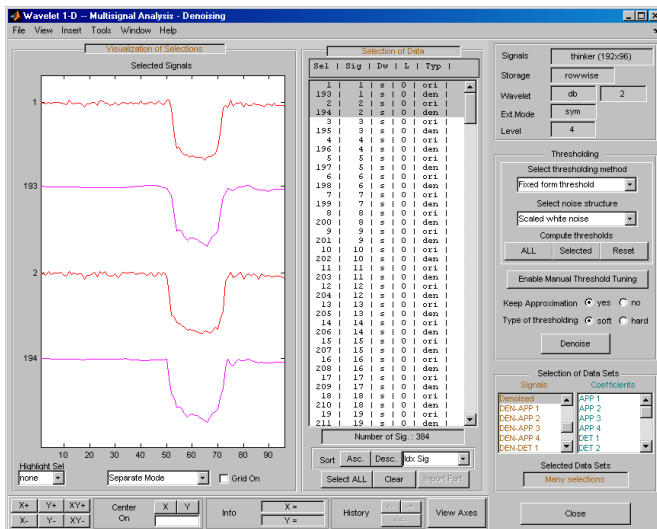 Wavelet 1-D -- Multisignal Analysis - Denoising
File View Insert Tools Window Help
Visualization of Selections
Selected Signals
1
193
2
194
10 20 30 40 50 60 70 80 90
Highlight Sel
none
Separate Mode
Grid On
Selection of Data
Sel | Sig | Dw | L | Typ |
1 | 1 | s | 0 | ori |
193 | 1 | s | 0 | den |
2 | 2 | s | 0 | ori |
194 | 2 | s | 0 | den |
3 | 3 | s | 0 | ori |
195 | 3 | s | 0 | den |
4 | 4 | s | 0 | ori |
196 | 4 | s | 0 | den |
5 | 5 | s | 0 | ori |
197 | 5 | s | 0 | den |
6 | 6 | s | 0 | ori |
198 | 6 | s | 0 | den |
7 | 7 | s | 0 | ori |
199 | 7 | s | 0 | den |
8 | 8 | s | 0 | ori |
200 | 8 | s | 0 | den |
9 | 9 | s | 0 | ori |
201 | 9 | s | 0 | den |
10 | 10 | s | 0 | ori |
202 | 10 | s | 0 | den |
11 | 11 | s | 0 | ori |
203 | 11 | s | 0 | den |
12 | 12 | s | 0 | ori |
204 | 12 | s | 0 | den |
13 | 13 | s | 0 | ori |
205 | 13 | s | 0 | den |
14 | 14 | s | 0 | ori |
206 | 14 | s | 0 | den |
15 | 15 | s | 0 | ori |
207 | 15 | s | 0 | den |
16 | 16 | s | 0 | ori |
208 | 16 | s | 0 | den |
17 | 17 | s | 0 | ori |
209 | 17 | s | 0 | den |
18 | 18 | s | 0 | ori |
210 | 18 | s | 0 | den |
19 | 19 | s | 0 | ori |
211 | 19 | s | 0 | den |
Number of Sig. : 384
Sort Asc. Desc. Idx Sig
Select ALL Clear Import Part
Signals thinker (192x96)
Storage rowwise
Wavelet db 2
Ext.Mode sym
Level 4
Thresholding
Select thresholding method
Fixed form threshold
Select noise structure
Scaled white noise
Compute thresholds
ALL Selected Reset
Enable Manual Threshold Tuning
Keep Approximation yes no
Type of thresholding soft hard
Denoise
Selection of Data Sets
Signals Coefficients
Denoised APP 1
DEN-APP 1 APP 2
DEN-APP 2 APP 3
DEN-APP 3 APP 4
DEN-APP 4 DET 1
DEN-DET 1 DET 2
Selected Data Sets
Many selections
X+ Y+ XY+
X- Y- XY-
Center On X Y
Info X = Y =
History <- -> <<-
View Axes
Close